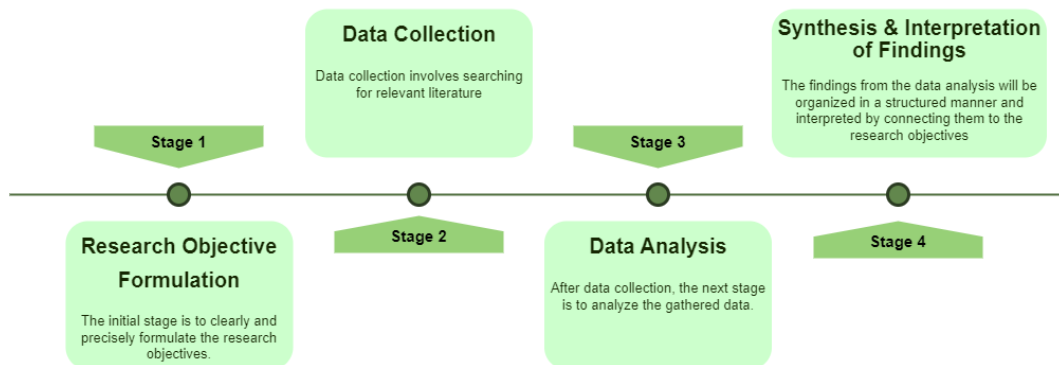 Stage 1
Research Objective
Formulation
The initial stage is to clearly and
precisely formulate the research
objectives.
Data Collection
Data collection involves searching
for relevant literature
Stage 2
Stage 3
Data Analysis
After data collection, the next stage
is to analyze the gathered data.
Synthesis & Interpretation
of Findings
The findings from the data analysis will be
organized in a structured manner and
interpreted by connecting them to the
research objectives
Stage 4